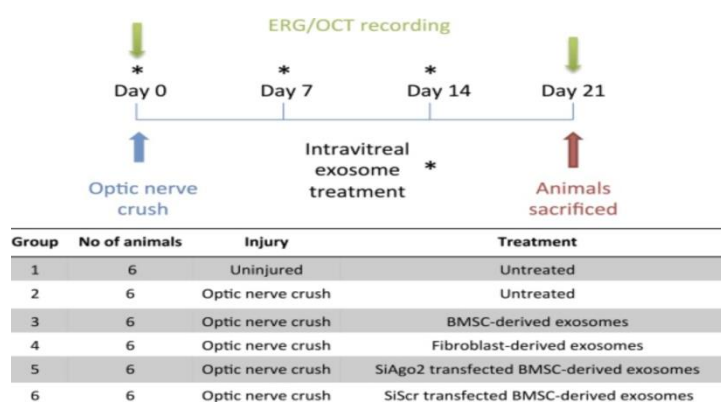 ERG/OCT recording
* * *
Day 0 Day 7 Day 14 Day 21
Intravitreal
exosome *
treatment
Optic nerve
crush
Animals
sacrificed
Group No of animals Injury Treatment
1 6 Uninjured Untreated
2 6 Optic nerve crush Untreated
3 6 Optic nerve crush BMSC-derived exosomes
4 6 Optic nerve crush Fibroblast-derived exosomes
5 6 Optic nerve crush SiAgo2 transfected BMSC-derived exosomes
6 6 Optic nerve crush SiScr transfected BMSC-derived exosomes